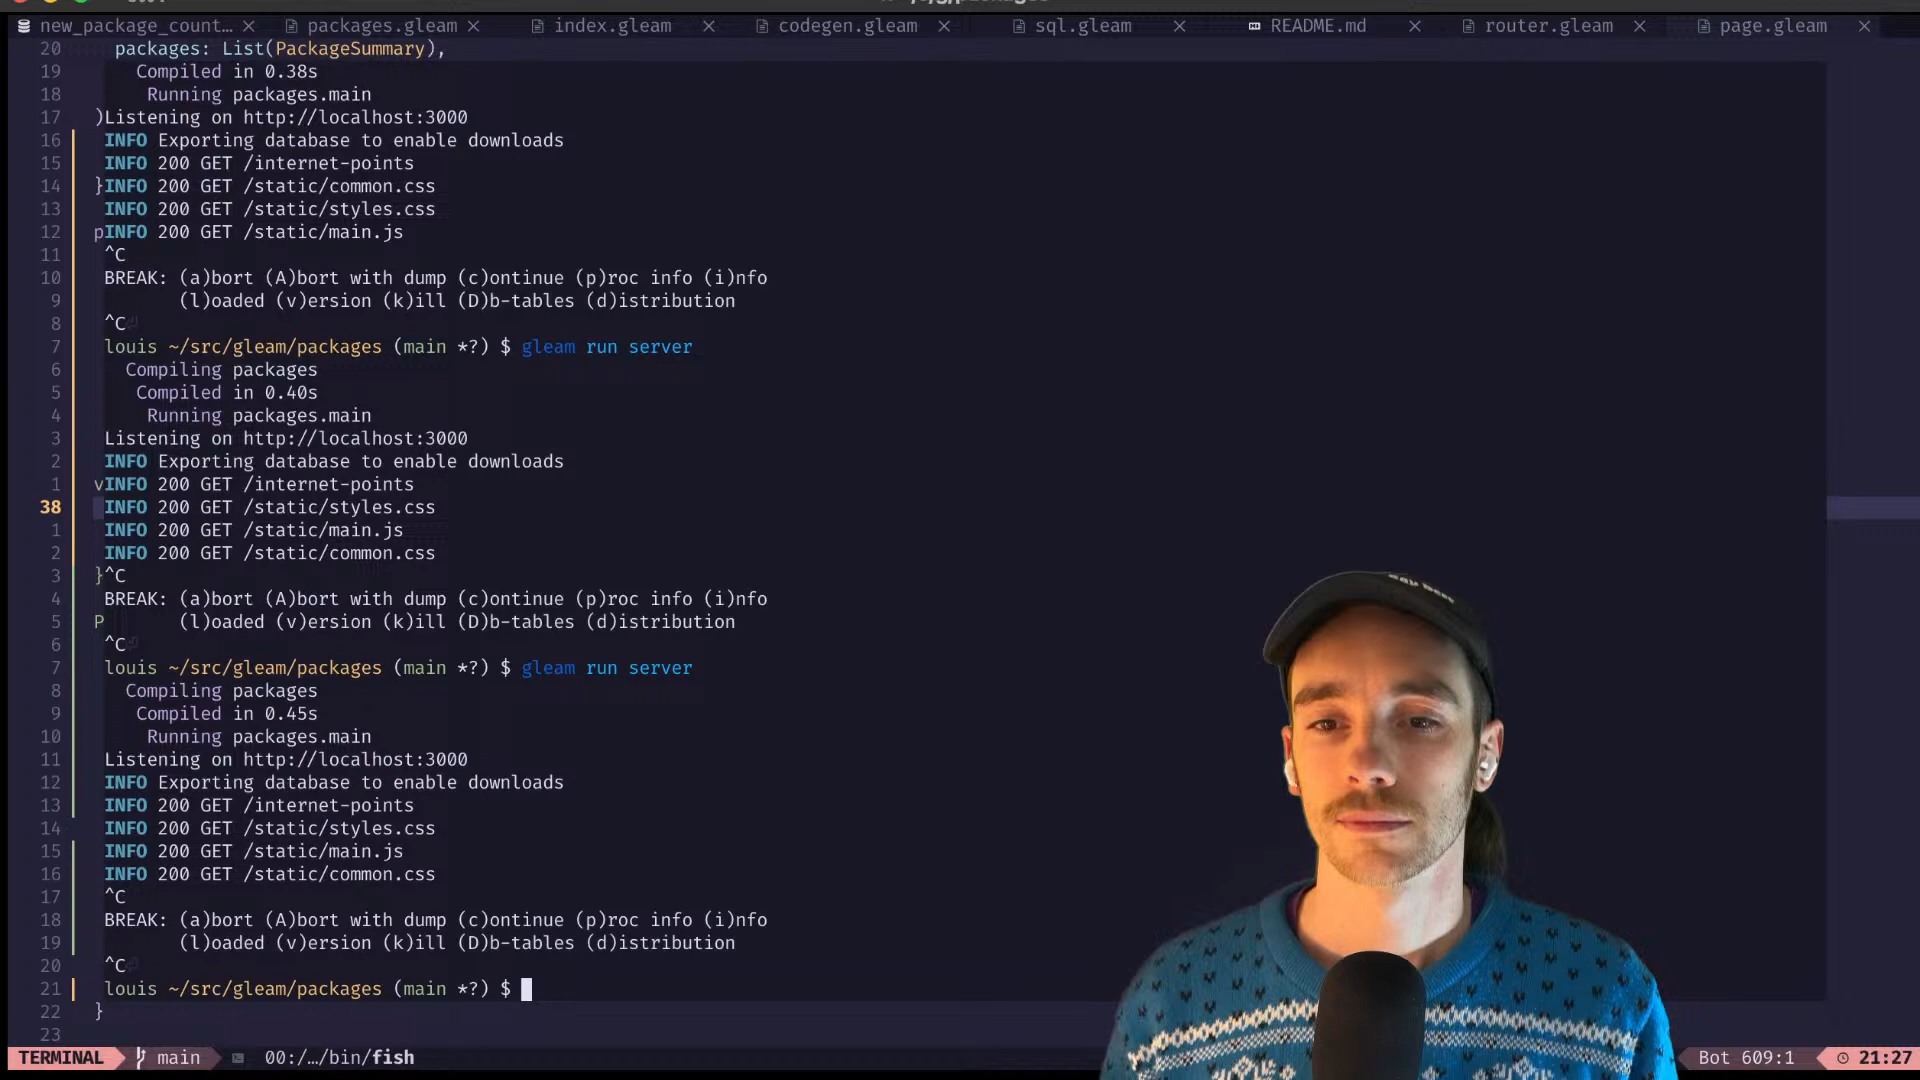 new_package_count... × packages.gleam × index.gleam × codegen.gleam × sql.gleam × README.md × router.gleam × page.gleam ×
20 packages: List(PackageSummary),
19 Compiled in 0.38s
18 Running packages.main
17 )Listening on http://localhost:3000
16 INFO Exporting database to enable downloads
15 INFO 200 GET /internet-points
14 }INFO 200 GET /static/common.css
13 INFO 200 GET /static/styles.css
12 pINFO 200 GET /static/main.js
11 ^C
10 BREAK: (a)bort (A)bort with dump (c)ontinue (p)roc info (i)nfo
9 (l)oaded (v)ersion (k)ill (D)b-tables (d)istribution
8 ^C⏎
7 louis ~/src/gleam/packages (main *?) $ gleam run server
6 Compiling packages
5 Compiled in 0.40s
4 Running packages.main
3 Listening on http://localhost:3000
2 INFO Exporting database to enable downloads
1 vINFO 200 GET /internet-points
38 INFO 200 GET /static/styles.css
1 INFO 200 GET /static/main.js
2 INFO 200 GET /static/common.css
3 }^C
4 BREAK: (a)bort (A)bort with dump (c)ontinue (p)roc info (i)nfo
5 P (l)oaded (v)ersion (k)ill (D)b-tables (d)istribution
6 ^C⏎
7 louis ~/src/gleam/packages (main *?) $ gleam run server
8 Compiling packages
9 Compiled in 0.45s
10 Running packages.main
11 Listening on http://localhost:3000
12 INFO Exporting database to enable downloads
13 INFO 200 GET /internet-points
14 INFO 200 GET /static/styles.css
15 INFO 200 GET /static/main.js
16 INFO 200 GET /static/common.css
17 ^C
18 BREAK: (a)bort (A)bort with dump (c)ontinue (p)roc info (i)nfo
19 (l)oaded (v)ersion (k)ill (D)b-tables (d)istribution
20 ^C⏎
21 louis ~/src/gleam/packages (main *?) $
22 }
23
TERMINAL main 00:/…/bin/fish Bot 609:1 21:27